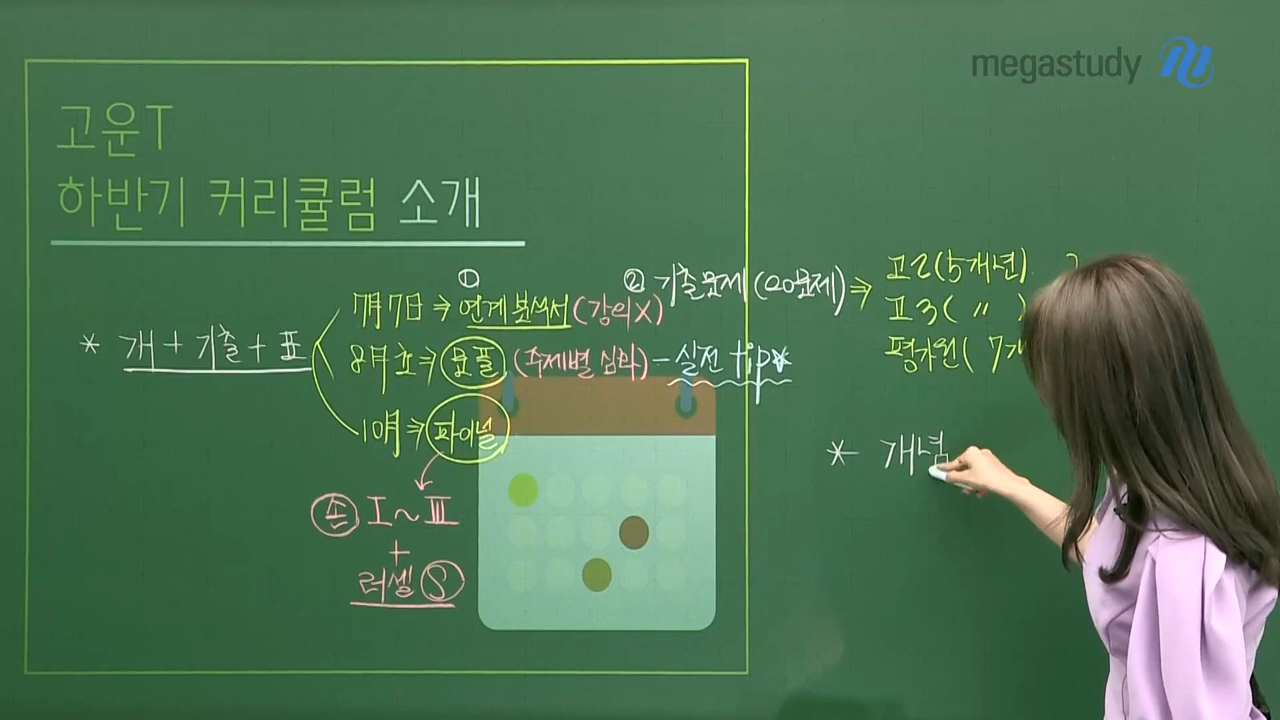 megastudy
고운T
하반기 커리큘럼 소개
① ② 기출문제 (20문제) ⇒ 고2(5개년)
7月 7日 ⇒ 연계 분석서 (강의X) 고3( 〃 )
* 개+기출+표 8月 초 ⇒ 문풀 (주제별 심화) - 실전 tip* 평가원( 7개
10月 ⇒ 파이널
* 개념
손 Ⅰ~Ⅲ
+
러셀 S